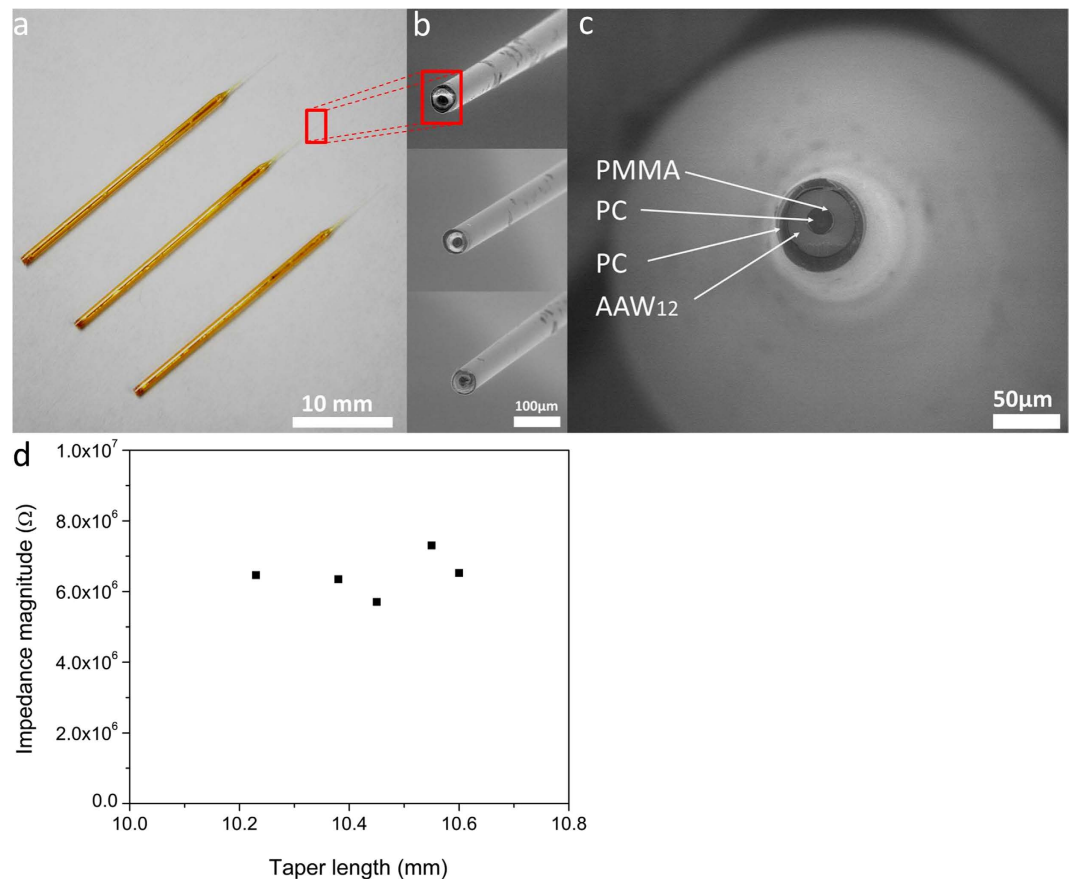 a
b
c
PMMA
PC
PC
AAW12
10 mm
100μm
50μm
d
1.0x10^7
8.0x10^6
6.0x10^6
4.0x10^6
2.0x10^6
0.0
10.0 10.2 10.4 10.6 10.8
Impedance magnitude (Ω)
Taper length (mm)